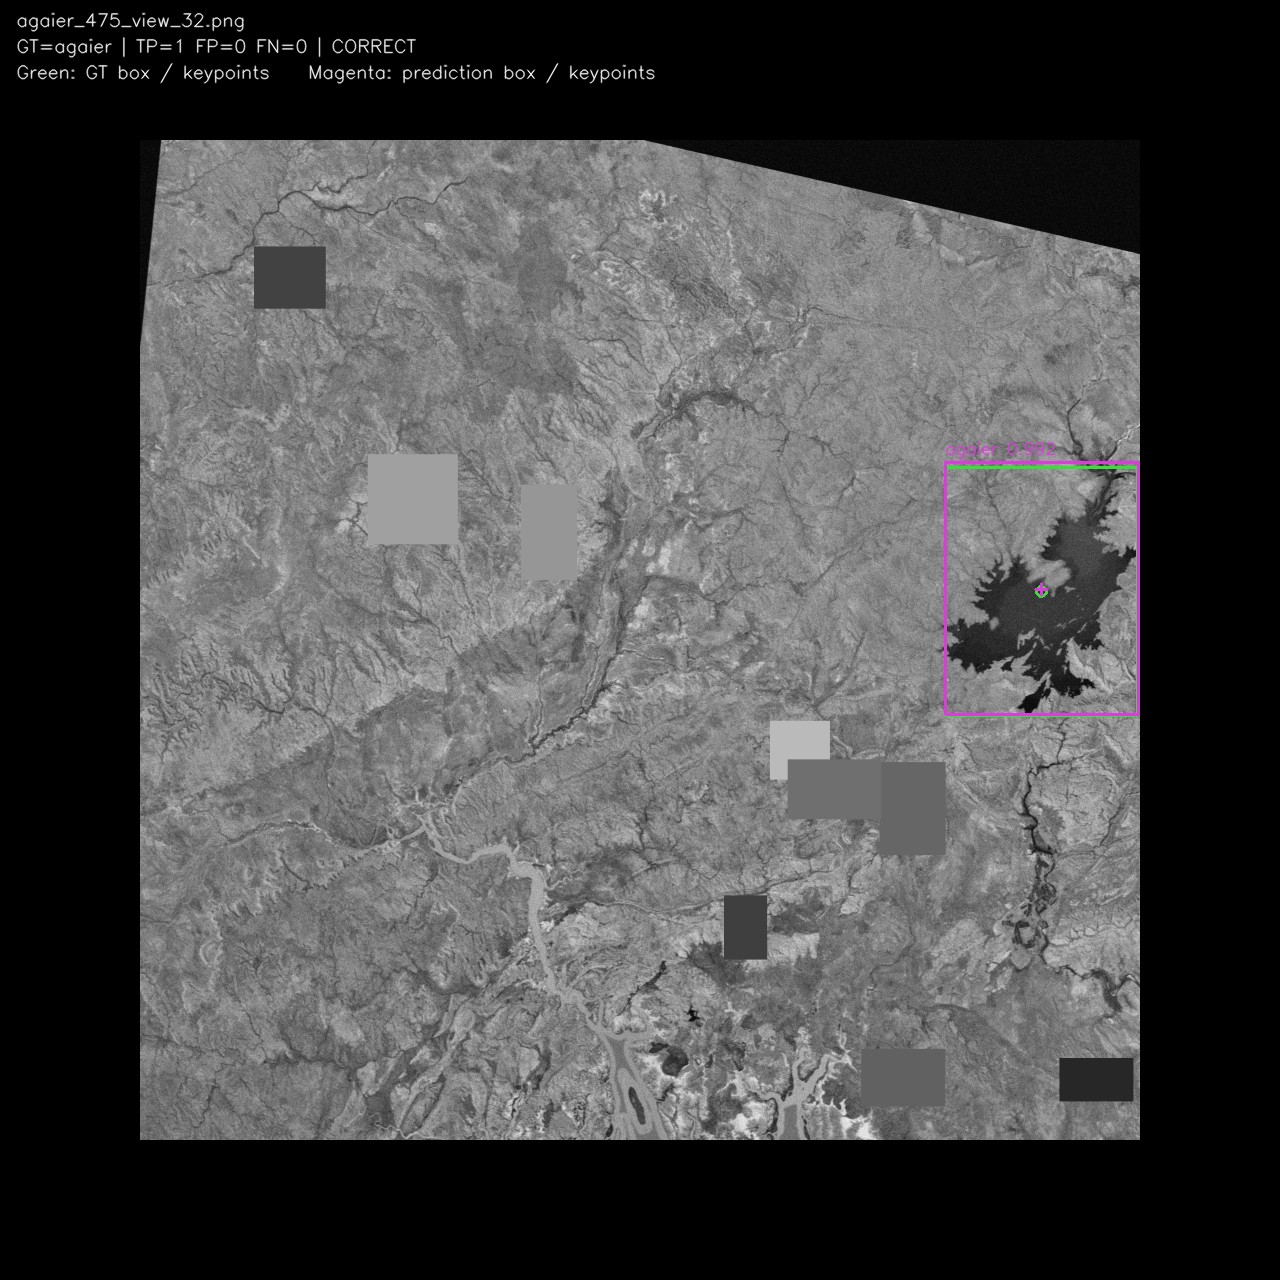 agaier_475_view_32.png
GT=agaier | TP=1 FP=0 FN=0 | CORRECT
Green: GT box / keypoints Magenta: prediction box / keypoints
agaier